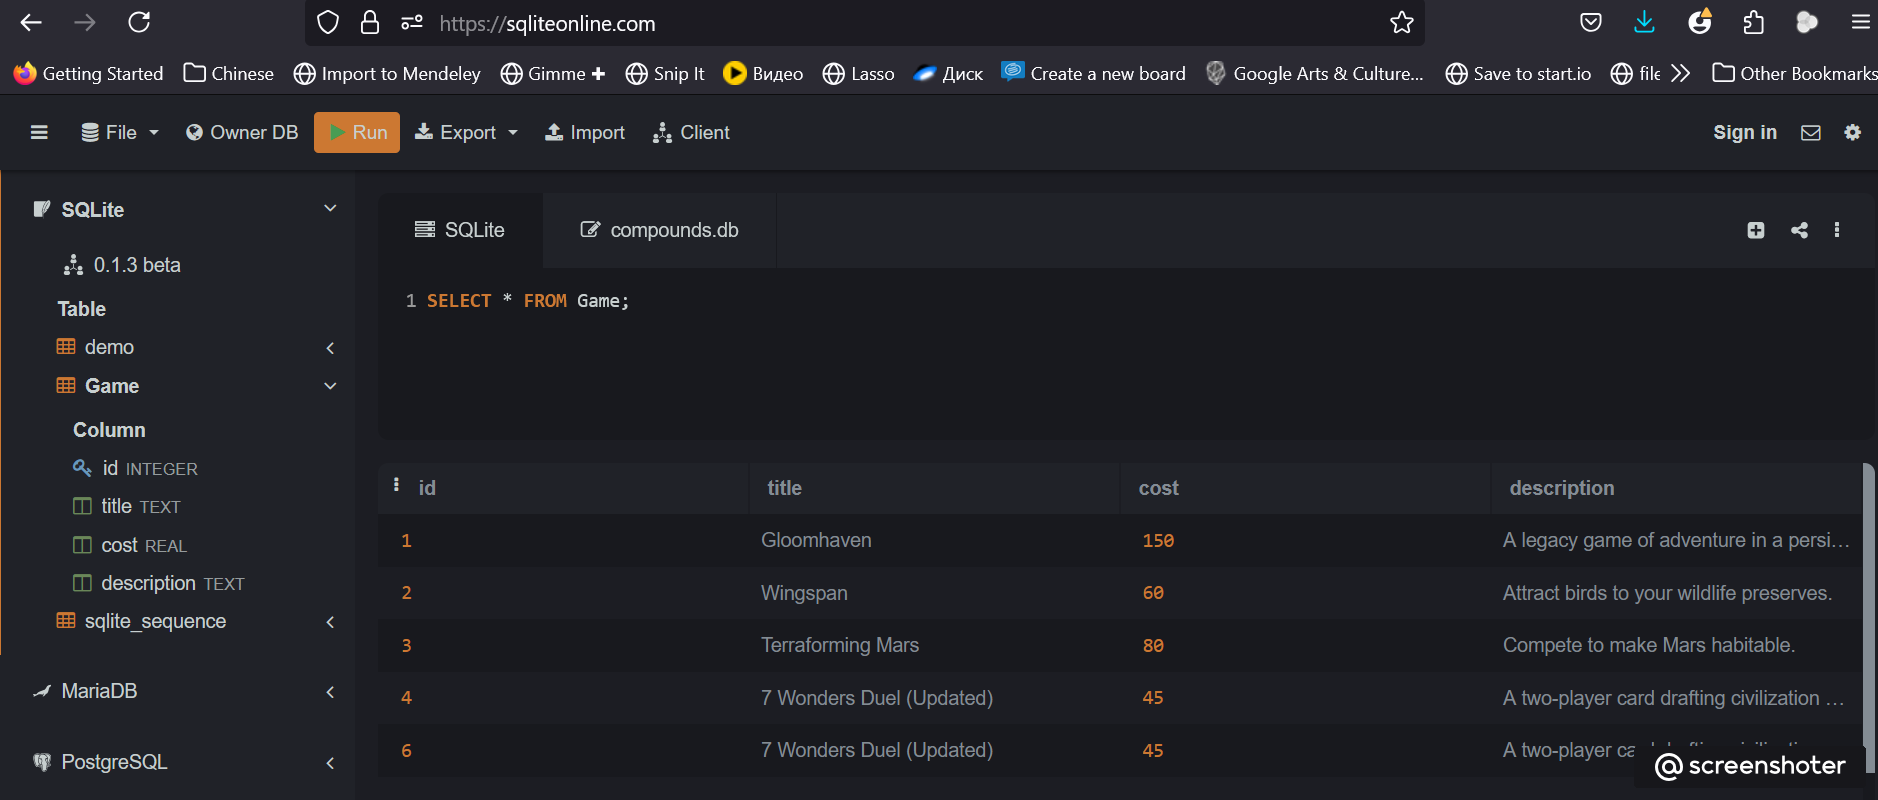 https://sqliteonline.com
Getting Started Chinese Import to Mendeley Gimme + Snip It Видео Lasso Диск Create a new board Google Arts & Culture... Save to start.io file Other Bookmarks
File Owner DB Run Export Import Client Sign in
SQLite
0.1.3 beta
Table
demo
Game
Column
id INTEGER
title TEXT
cost REAL
description TEXT
sqlite_sequence
MariaDB
PostgreSQL
SQLite compounds.db
1 SELECT * FROM Game;
id title cost description
1 Gloomhaven 150 A legacy game of adventure in a persi...
2 Wingspan 60 Attract birds to your wildlife preserves.
3 Terraforming Mars 80 Compete to make Mars habitable.
4 7 Wonders Duel (Updated) 45 A two-player card drafting civilization ...
6 7 Wonders Duel (Updated) 45 A two-player
@screenshoter